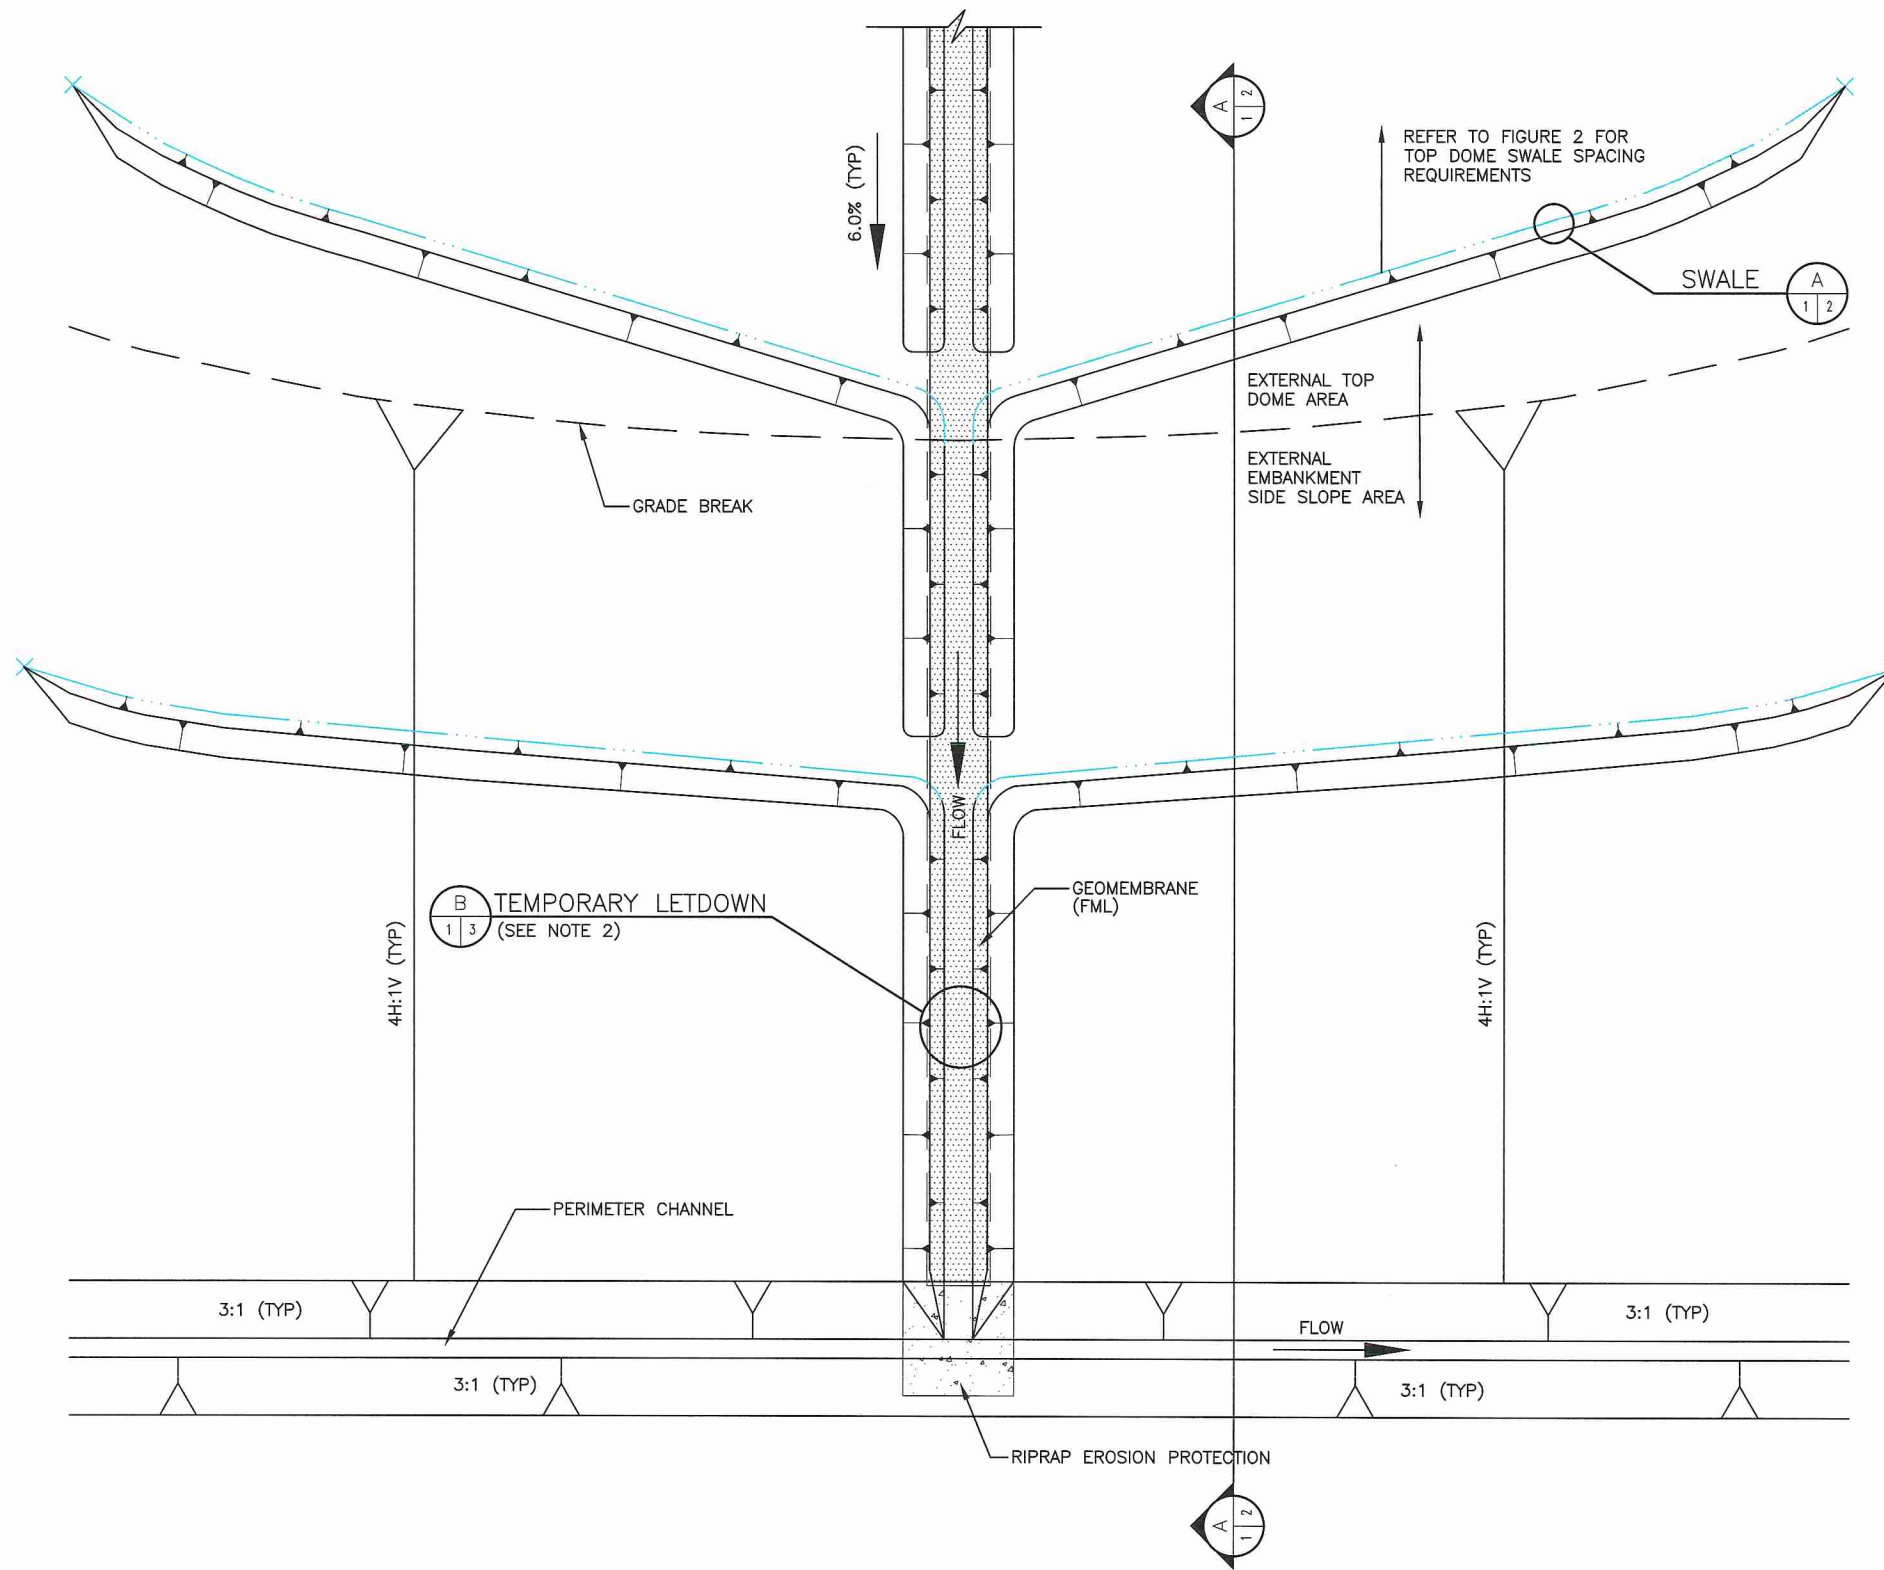 A
1 2
REFER TO FIGURE 2 FOR
TOP DOME SWALE SPACING
REQUIREMENTS
6.0% (TYP)
SWALE
A
1 2
EXTERNAL TOP
DOME AREA
EXTERNAL
EMBANKMENT
SIDE SLOPE AREA
GRADE BREAK
FLOW
GEOMEMBRANE
(FML)
B
1 3
TEMPORARY LETDOWN
(SEE NOTE 2)
4H:1V (TYP)
4H:1V (TYP)
PERIMETER CHANNEL
3:1 (TYP)
FLOW
3:1 (TYP)
3:1 (TYP)
3:1 (TYP)
RIPRAP EROSION PROTECTION
A
1 2